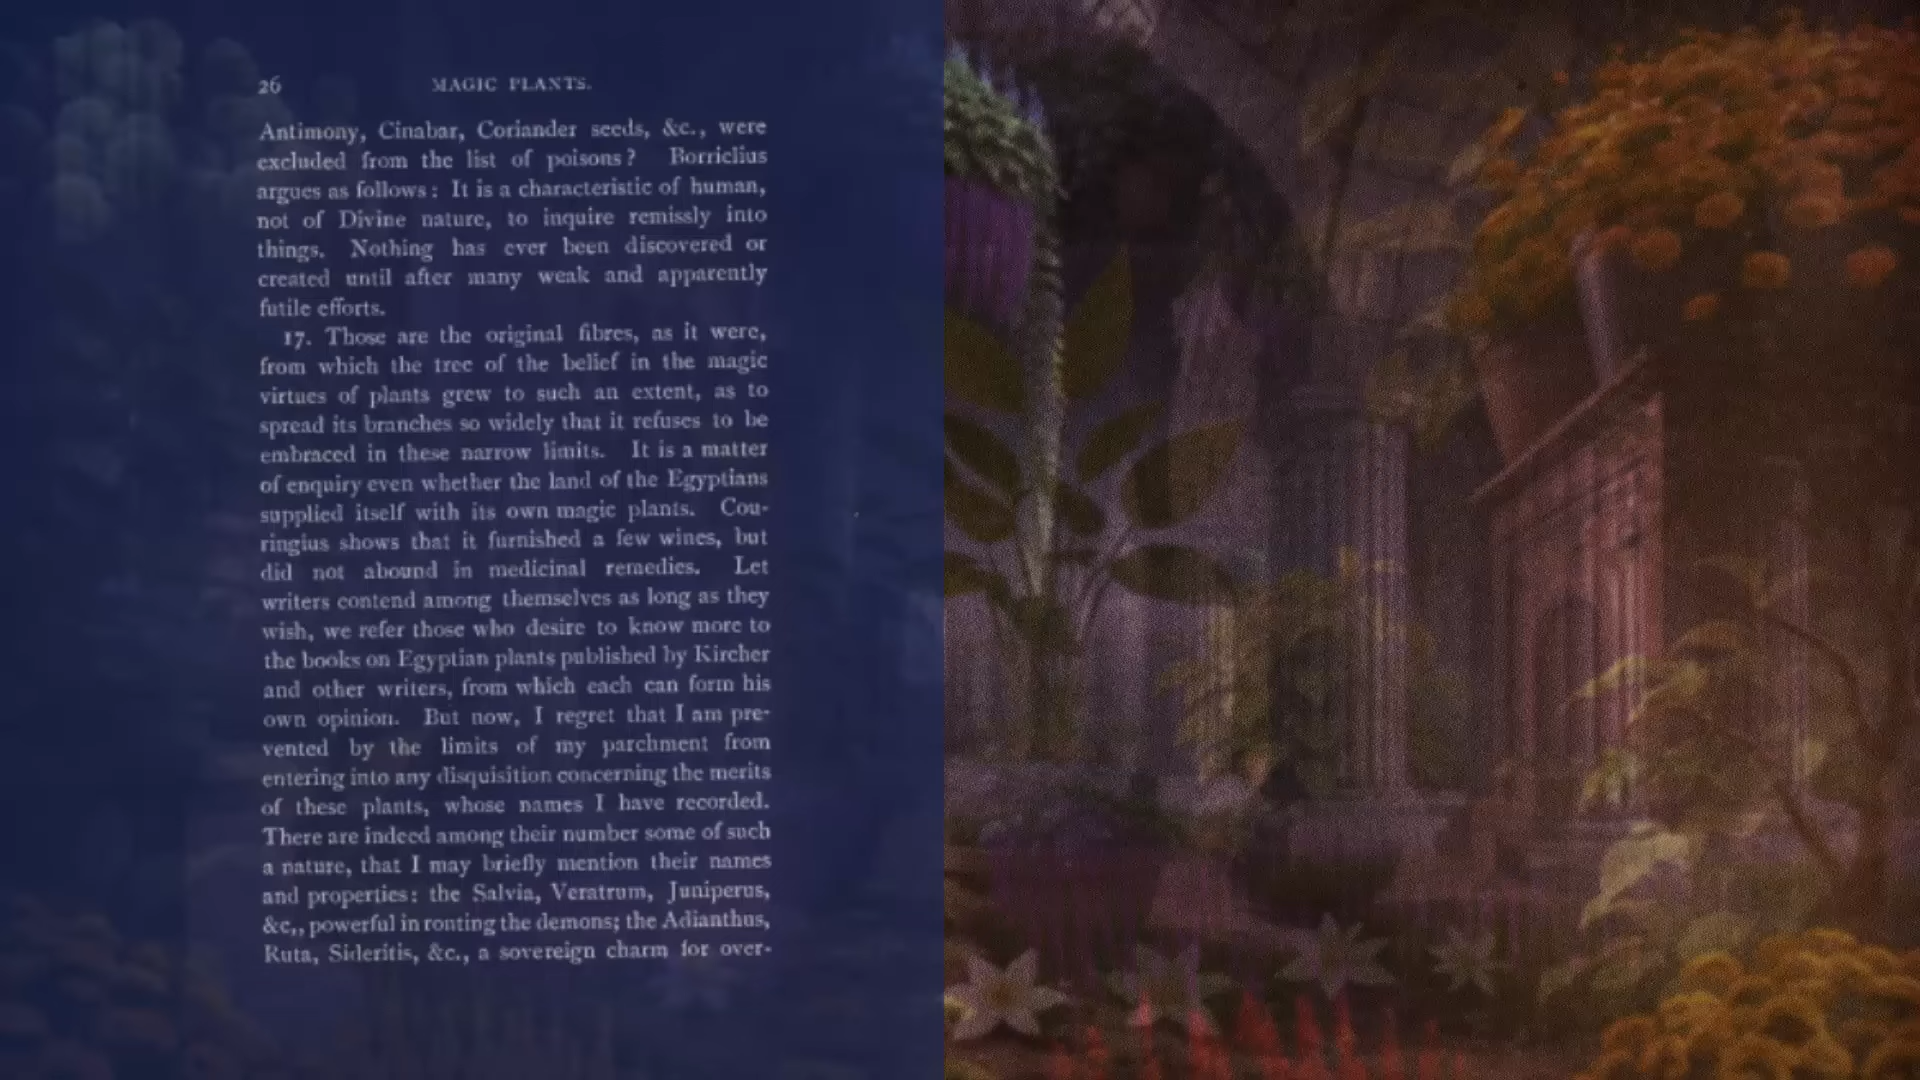 26 MAGIC PLANTS.
Antimony, Cinabar, Coriander seeds, &c., were
excluded from the list of poisons? Borriclius
argues as follows: It is a characteristic of human,
not of Divine nature, to inquire remissly into
things. Nothing has ever been discovered or
created until after many weak and apparently
futile efforts.
17. Those are the original fibres, as it were,
from which the tree of the belief in the magic
virtues of plants grew to such an extent, as to
spread its branches so widely that it refuses to be
embraced in these narrow limits. It is a matter
of enquiry even whether the land of the Egyptians
supplied itself with its own magic plants. Cou-
ringius shows that it furnished a few wines, but
did not abound in medicinal remedies. Let
writers contend among themselves as long as they
wish, we refer those who desire to know more to
the books on Egyptian plants published by Kircher
and other writers, from which each can form his
own opinion. But now, I regret that I am pre-
vented by the limits of my parchment from
entering into any disquisition concerning the merits
of these plants, whose names I have recorded.
There are indeed among their number some of such
a nature, that I may briefly mention their names
and properties: the Salvia, Veratrum, Juniperus,
&c,, powerful in routing the demons; the Adianthus,
Ruta, Sideritis, &c., a sovereign charm for over-